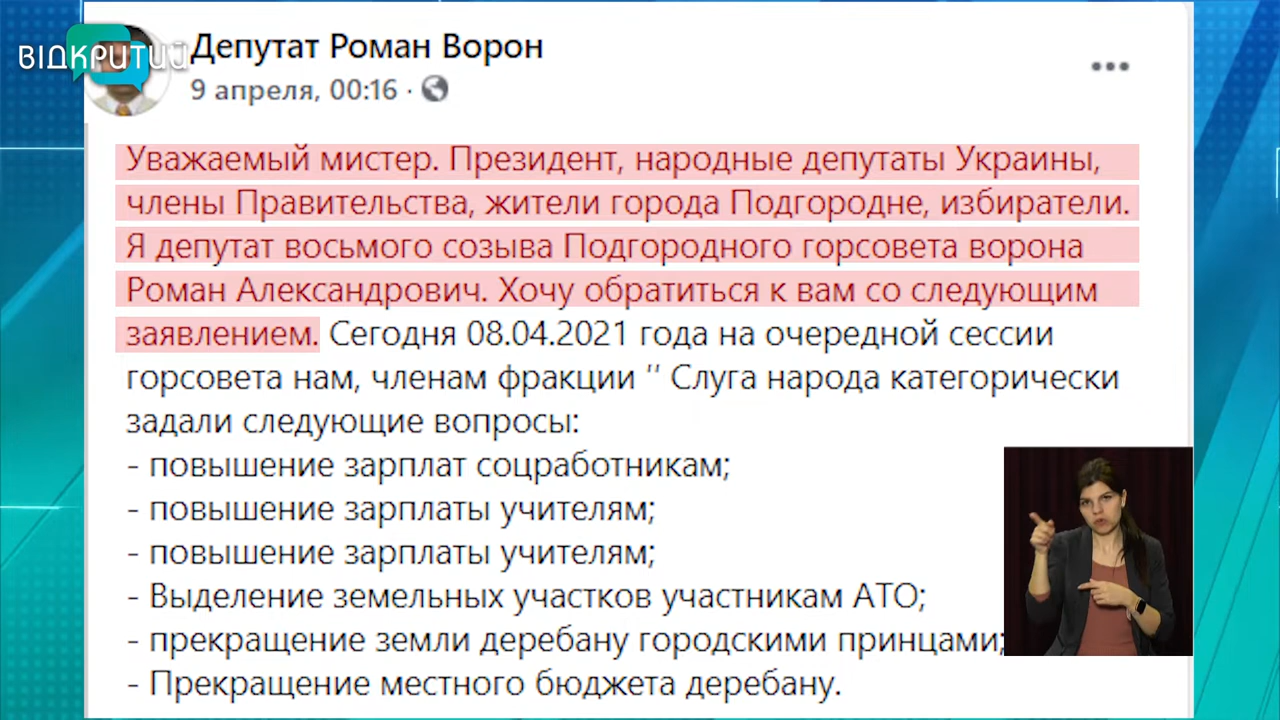 ВІДКРИТИЙ
Депутат Роман Ворон
9 апреля, 00:16 ·
Уважаемый мистер. Президент, народные депутаты Украины,
члены Правительства, жители города Подгородне, избиратели.
Я депутат восьмого созыва Подгородного горсовета ворона
Роман Александрович. Хочу обратиться к вам со следующим
заявлением. Сегодня 08.04.2021 года на очередной сессии
горсовета нам, членам фракции ′′ Слуга народа категорически
задали следующие вопросы:
- повышение зарплат соцработникам;
- повышение зарплаты учителям;
- повышение зарплаты учителям;
- Выделение земельных участков участникам АТО;
- прекращение земли деребану городскими принцами;
- Прекращение местного бюджета деребану.